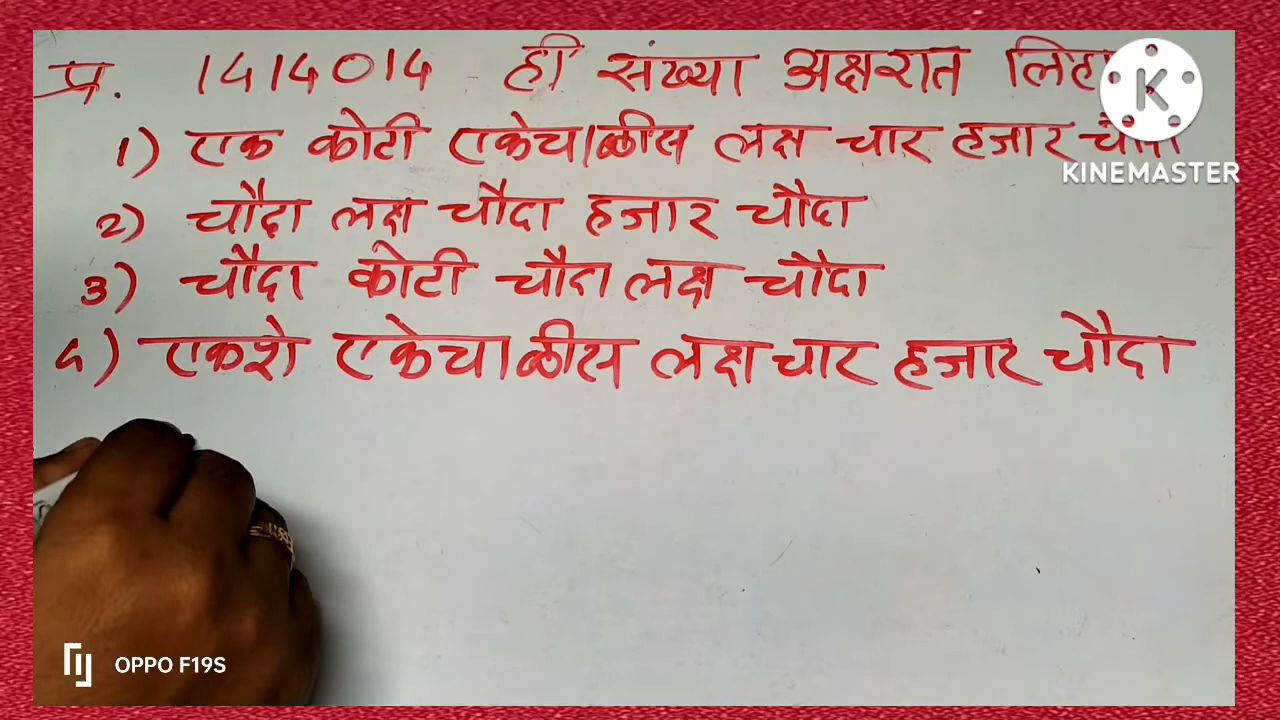 प्र. 1414014 ही संख्या अक्षरात लिहा
1) एक कोटी एकेचाळीस लक्ष चार हजार चौदा
2) चौदा लक्ष चौदा हजार चौदा
3) चौदा कोटी चौदा लक्ष चौदा
4) एकशे एकेचाळीस लक्ष चार हजार चौदा
K
KINEMASTER
OPPO F19S